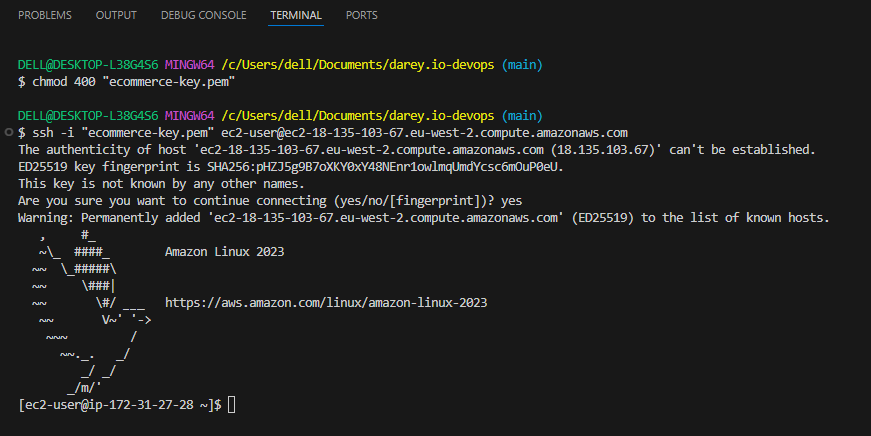 PROBLEMS OUTPUT DEBUG CONSOLE TERMINAL PORTS
DELL@DESKTOP-L38G4S6 MINGW64 /c/Users/dell/Documents/darey.io-devops (main)
$ chmod 400 "ecommerce-key.pem"
DELL@DESKTOP-L38G4S6 MINGW64 /c/Users/dell/Documents/darey.io-devops (main)
$ ssh -i "ecommerce-key.pem" ec2-user@ec2-18-135-103-67.eu-west-2.compute.amazonaws.com
The authenticity of host 'ec2-18-135-103-67.eu-west-2.compute.amazonaws.com (18.135.103.67)' can't be established.
ED25519 key fingerprint is SHA256:pHZJ5g9B7oXKY0xY48NEnr1owlmqUmdYcsc6mOuP0eU.
This key is not known by any other names.
Are you sure you want to continue connecting (yes/no/[fingerprint])? yes
Warning: Permanently added 'ec2-18-135-103-67.eu-west-2.compute.amazonaws.com' (ED25519) to the list of known hosts.
   ,     #_
   ~\_  ####_        Amazon Linux 2023
  ~~  \_#####\
  ~~     \###|
  ~~       \#/ ___   https://aws.amazon.com/linux/amazon-linux-2023
   ~~       V~' '->
    ~~~         /
      ~~._.   _/
         _/ _/
       _/m/'
[ec2-user@ip-172-31-27-28 ~]$